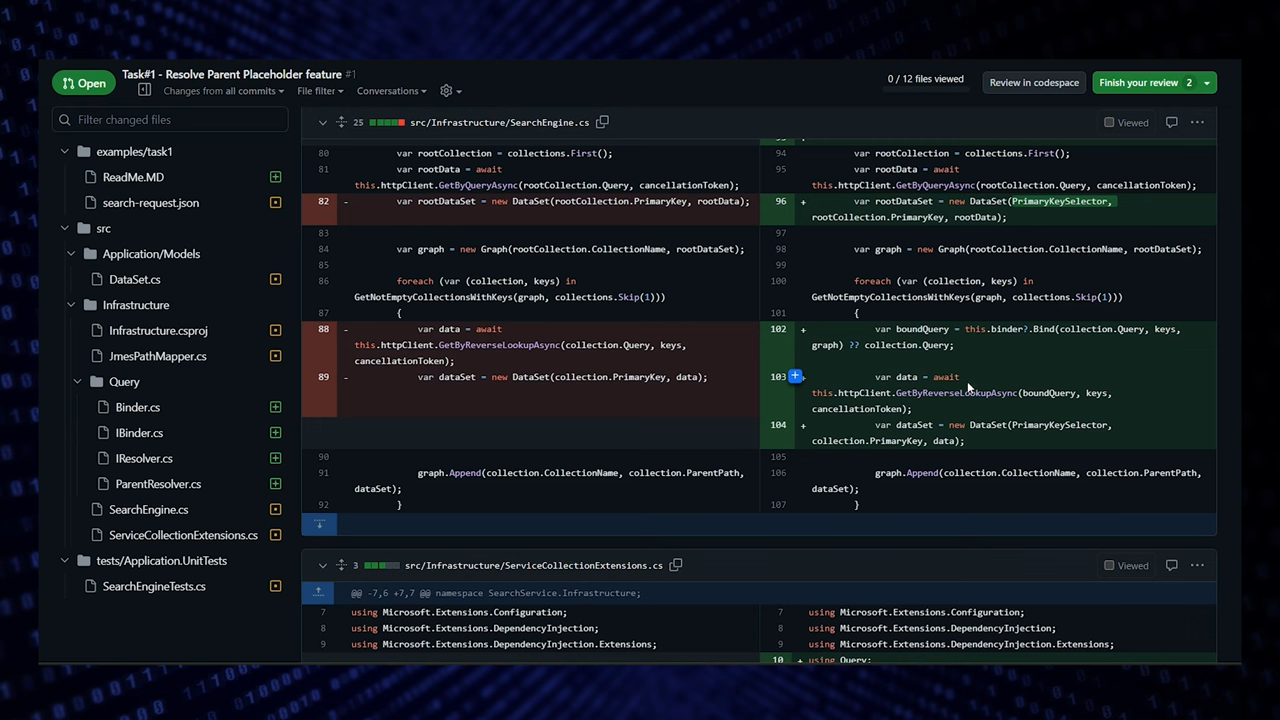 Open
Task#1 - Resolve Parent Placeholder feature #1
Changes from all commits
File filter
Conversations
0 / 12 files viewed
Review in codespace
Finish your review 2
Filter changed files
examples/task1
ReadMe.MD
search-request.json
src
Application/Models
DataSet.cs
Infrastructure
Infrastructure.csproj
JmesPathMapper.cs
Query
Binder.cs
IBinder.cs
IResolver.cs
ParentResolver.cs
SearchEngine.cs
ServiceCollectionExtensions.cs
tests/Application.UnitTests
SearchEngineTests.cs
25 src/Infrastructure/SearchEngine.cs
Viewed
80 var rootCollection = collections.First();
81 var rootData = await
this.httpClient.GetByQueryAsync(rootCollection.Query, cancellationToken);
82 - var rootDataSet = new DataSet(rootCollection.PrimaryKey, rootData);
83
84 var graph = new Graph(rootCollection.CollectionName, rootDataSet);
85
86 foreach (var (collection, keys) in
GetNotEmptyCollectionsWithKeys(graph, collections.Skip(1)))
87 {
88 - var data = await
this.httpClient.GetByReverseLookupAsync(collection.Query, keys,
cancellationToken);
89 - var dataSet = new DataSet(collection.PrimaryKey, data);
90
91 graph.Append(collection.CollectionName, collection.ParentPath,
dataSet);
92 }
94 var rootCollection = collections.First();
95 var rootData = await
this.httpClient.GetByQueryAsync(rootCollection.Query, cancellationToken);
96 + var rootDataSet = new DataSet(PrimaryKeySelector,
rootCollection.PrimaryKey, rootData);
97
98 var graph = new Graph(rootCollection.CollectionName, rootDataSet);
99
100 foreach (var (collection, keys) in
GetNotEmptyCollectionsWithKeys(graph, collections.Skip(1)))
101 {
102 + var boundQuery = this.binder?.Bind(collection.Query, keys,
graph) ?? collection.Query;
103 + var data = await
this.httpClient.GetByReverseLookupAsync(boundQuery, keys,
cancellationToken);
104 + var dataSet = new DataSet(PrimaryKeySelector,
collection.PrimaryKey, data);
105
106 graph.Append(collection.CollectionName, collection.ParentPath,
dataSet);
107 }
3 src/Infrastructure/ServiceCollectionExtensions.cs
Viewed
@@ -7,6 +7,7 @@ namespace SearchService.Infrastructure;
7 using Microsoft.Extensions.Configuration;
8 using Microsoft.Extensions.DependencyInjection;
9 using Microsoft.Extensions.DependencyInjection.Extensions;
7 using Microsoft.Extensions.Configuration;
8 using Microsoft.Extensions.DependencyInjection;
9 using Microsoft.Extensions.DependencyInjection.Extensions;
10 + using Query;